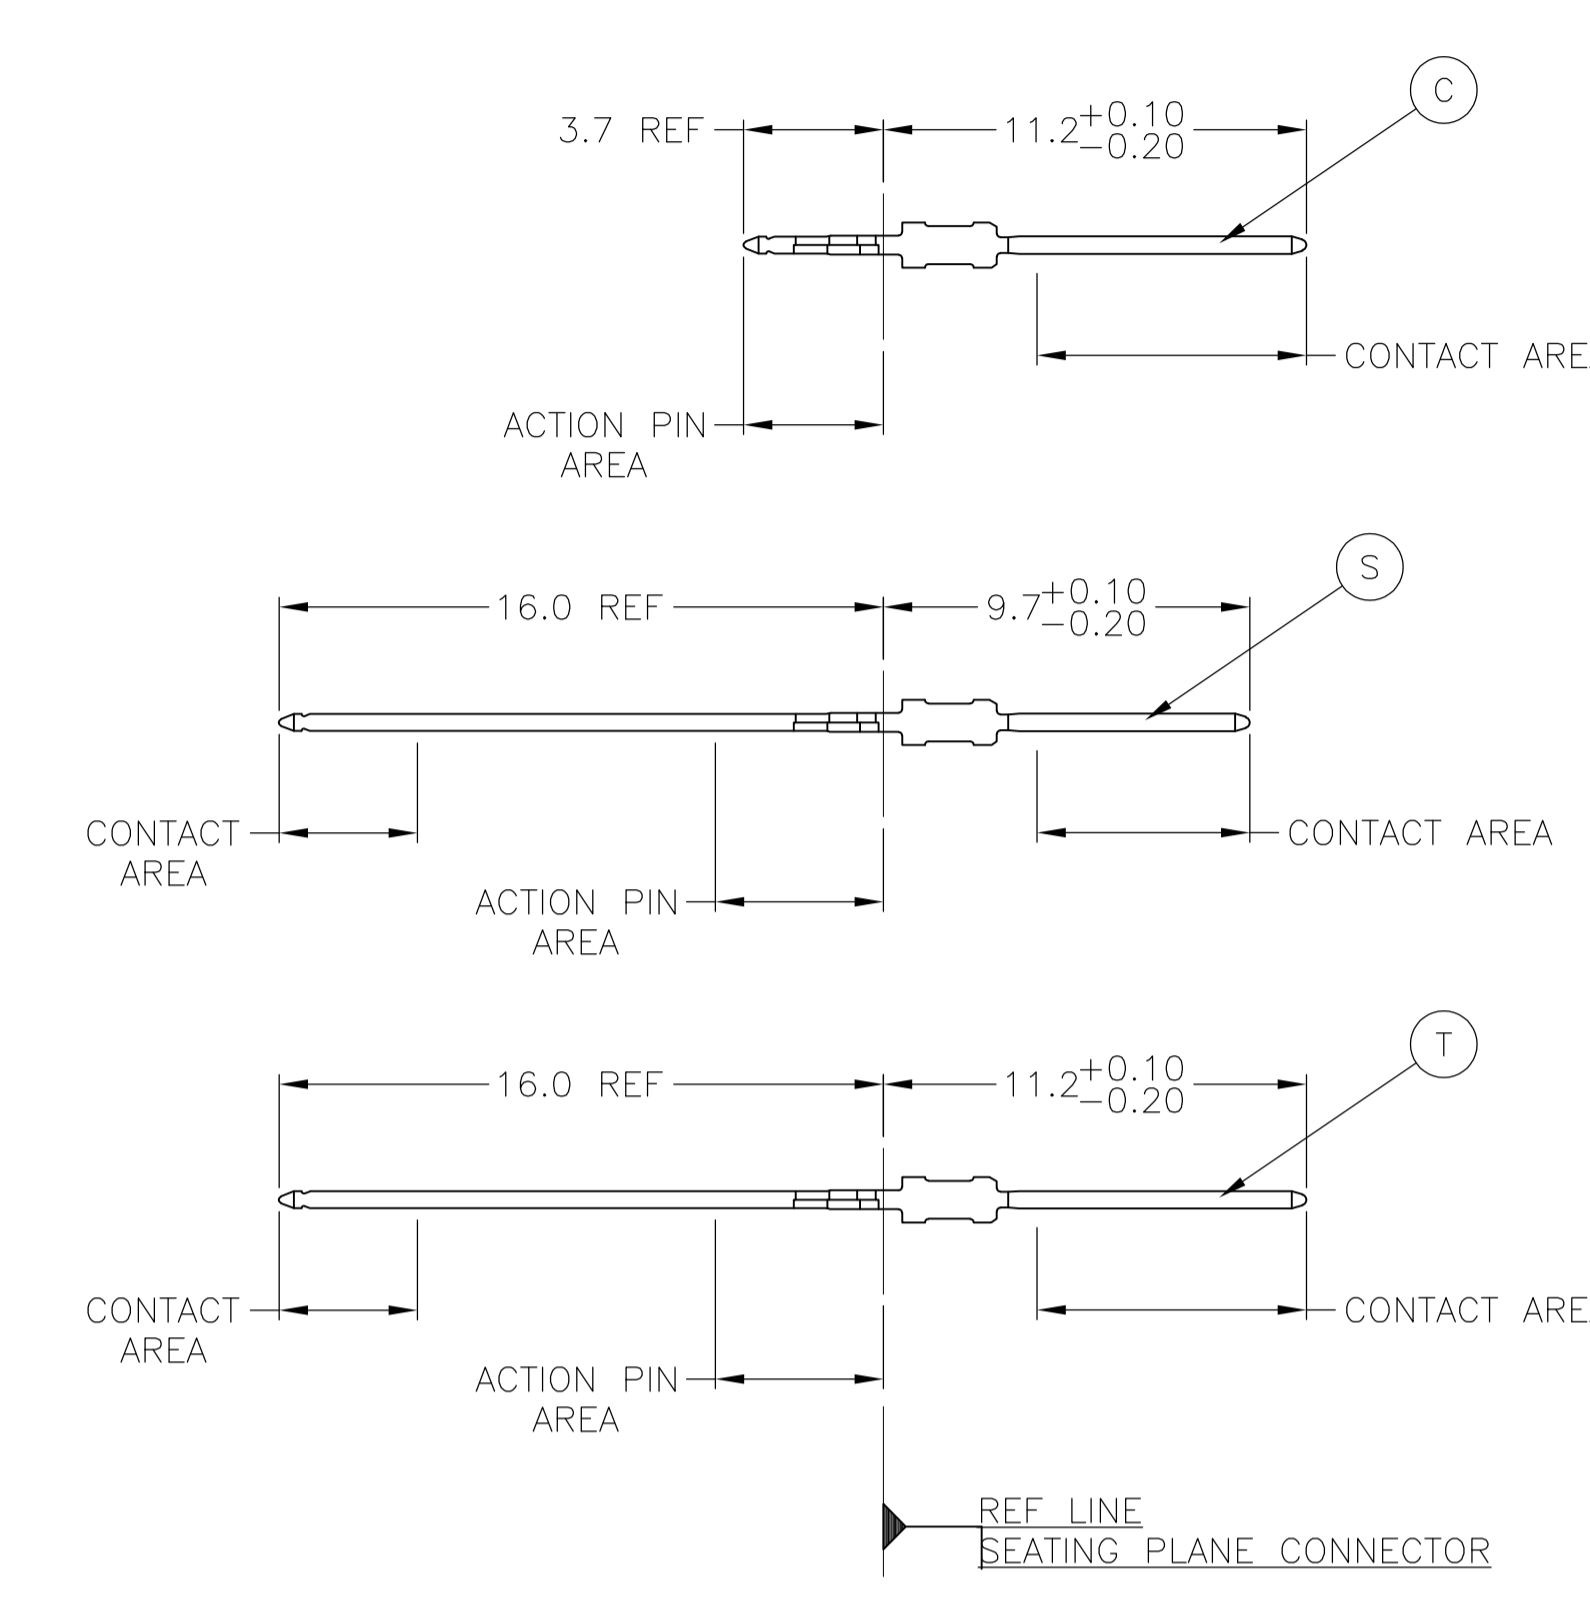 C
3.7 REF
11.2 +0.10 -0.20
CONTACT ARE
ACTION PIN
AREA
S
16.0 REF
9.7 +0.10 -0.20
CONTACT
AREA
CONTACT AREA
ACTION PIN
AREA
T
16.0 REF
11.2 +0.10 -0.20
CONTACT
AREA
CONTACT ARE
ACTION PIN
AREA
REF LINE
SEATING PLANE CONNECTOR